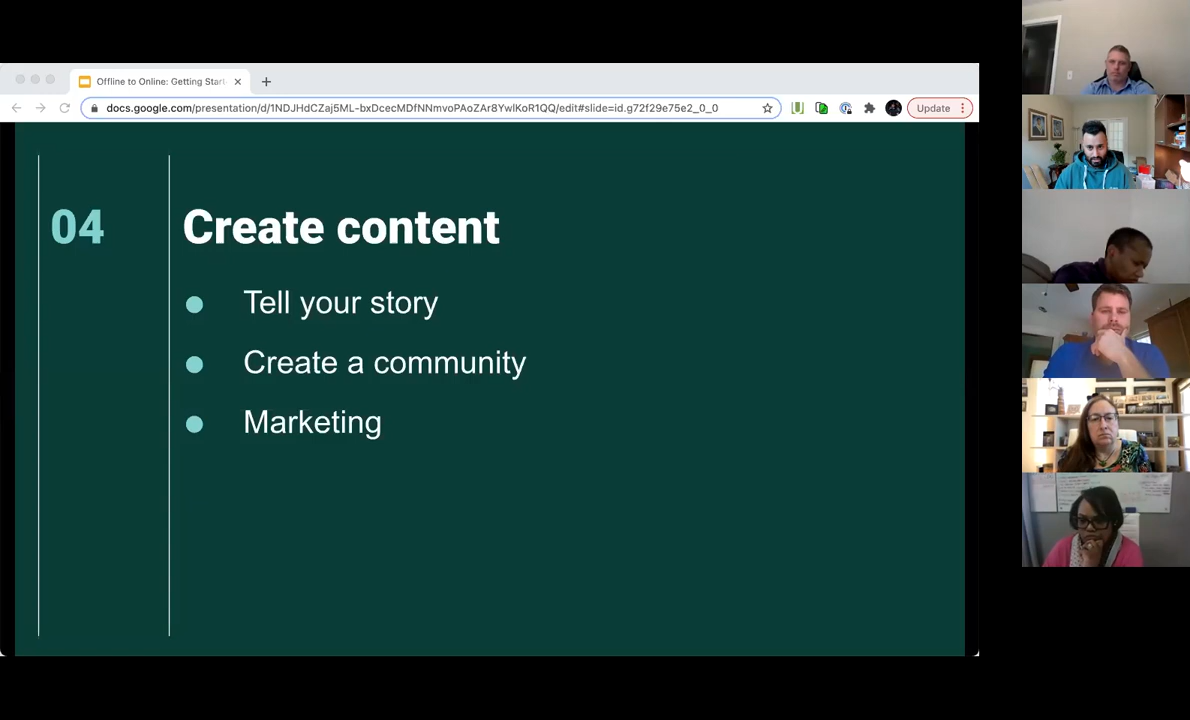 Offline to Online: Getting Start
docs.google.com/presentation/d/1NDJHdCZaj5ML-bxDcecMDfNNmvoPAoZAr8YwlKoR1QQ/edit#slide=id.g72f29e75e2_0_0
Update
04
Create content
Tell your story
Create a community
Marketing